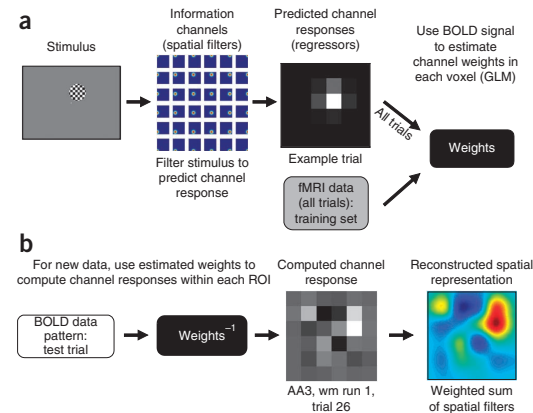 a
Stimulus
Information
channels
(spatial filters)
Filter stimulus to
predict channel
response
Predicted channel
responses
(regressors)
Example trial
fMRI data
(all trials):
training set
All trials
Use BOLD signal
to estimate
channel weights in
each voxel (GLM)
Weights
b
For new data, use estimated weights to
compute channel responses within each ROI
BOLD data
pattern:
test trial
Weights⁻¹
Computed channel
response
AA3, wm run 1,
trial 26
Reconstructed spatial
representation
Weighted sum
of spatial filters